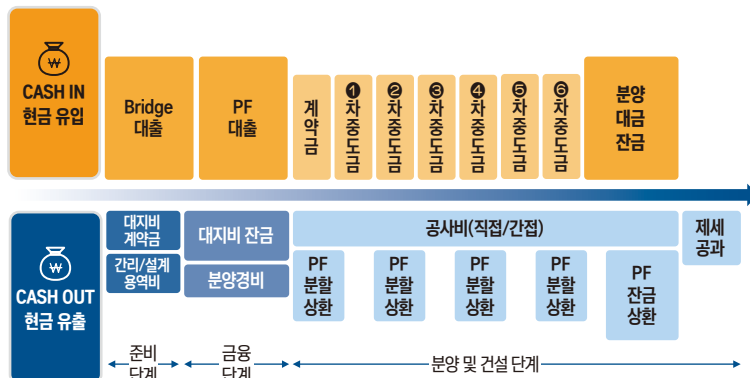 CASH IN
현금 유입
Bridge
대출
PF
대출
계약금
❶차중도금
❷차중도금
❸차중도금
❹차중도금
❺차중도금
❻차중도금
분양
대금
잔금
CASH OUT
현금 유출
대지비
계약금
간리/설계
용역비
대지비 잔금
분양경비
공사비(직접/간접)
PF
분할
상환
PF
분할
상환
PF
분할
상환
PF
분할
상환
PF
잔금
상환
제세
공과
준비
단계
금융
단계
분양 및 건설 단계